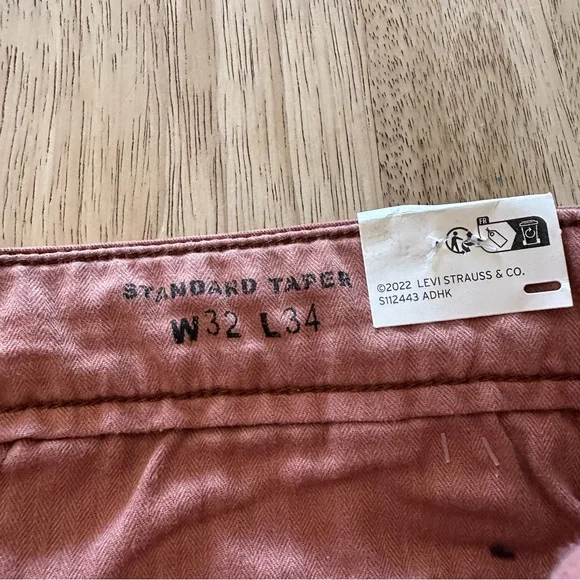 STANDARD TAPER
W32 L34
FR
©2022 LEVI STRAUSS & CO.
S112443 ADHK